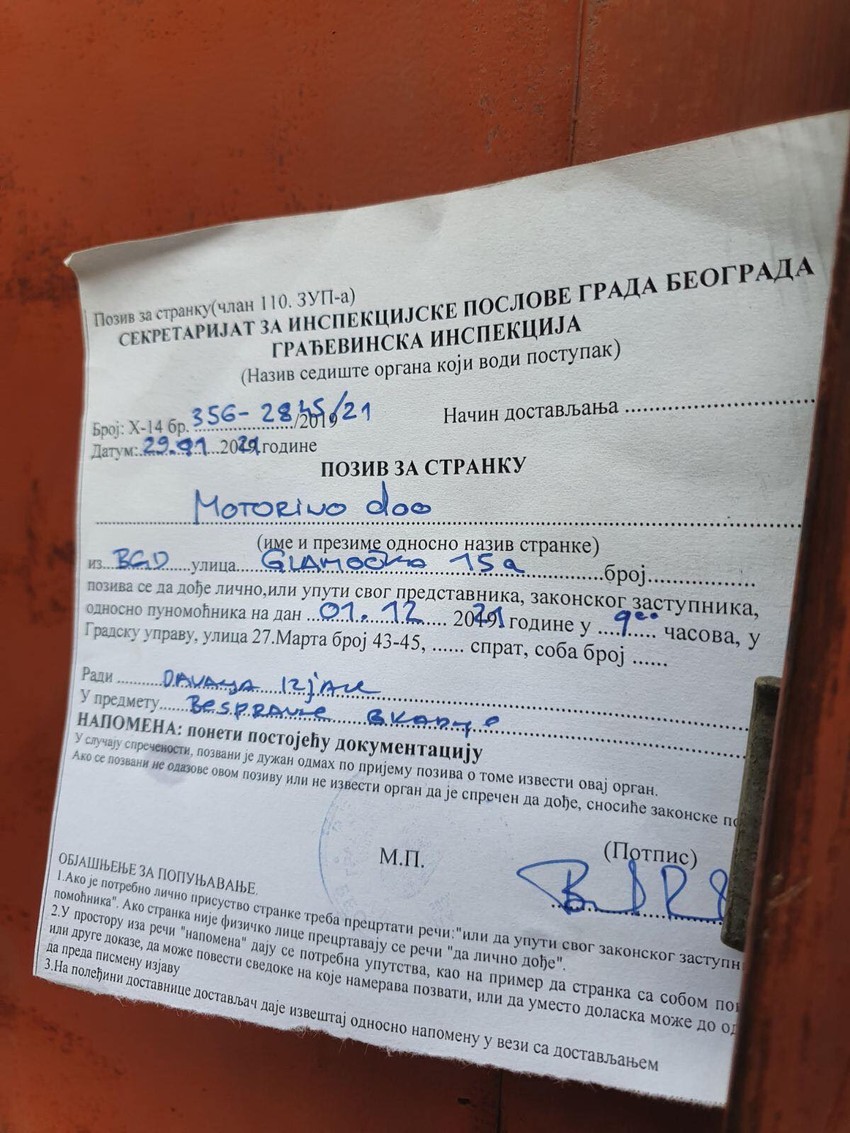 Позив за странку(члан 110. ЗУП-а)
СЕКРЕТАРИЈАТ ЗА ИНСПЕКЦИЈСКЕ ПОСЛОВЕ ГРАДА БЕОГРАДА
ГРАЂЕВИНСКА ИНСПЕКЦИЈА
(Назив седиште органа који води поступак)
Број: X-14 бр. 356-2845/21 /2019
Начин достављања ..............................
Датум: 29.11 2021 године
ПОЗИВ ЗА СТРАНКУ
MOTORINO doo
(име и презиме односно назив странке)
из BGD улица GLAMOČKA 15a број................
позива се да дође лично,или упути свог представника, законског заступника,
односно пуномоћника на дан 01.12 2021 године у 9⁰⁰ часова, у
Градску управу, улица 27.Марта број 43-45, ...... спрат, соба број ......
Ради DAVANJA IZJAVE
У предмету BESPRAVNE GRADNJE
НАПОМЕНА: понети постојећу документацију
У случају спречености, позвани је дужан одмах по пријему позива о томе извести овај орган.
Ако се позвани не одазове овом позиву или не извести орган да је спречен да дође, сносиће законске по
М.П.
(Потпис)
ОБЈАШЊЕЊЕ ЗА ПОПУЊАВАЊЕ.
1.Ако је потребно лично присуство странке треба прецртати речи:"или да упути свог законског заступн
помоћника". Ако странка није физичко лице прецртавају се речи "да лично дође".
2.У простору иза речи "напомена" дају се потребна упутства, као на пример да странка са собом пон
или друге доказе, да може повести сведоке на које намерава позвати, или да уместо доласка може до од
да преда писмену изјаву
3.На полеђини доставнице достављач даје извештај односно напомену у вези са достављањем